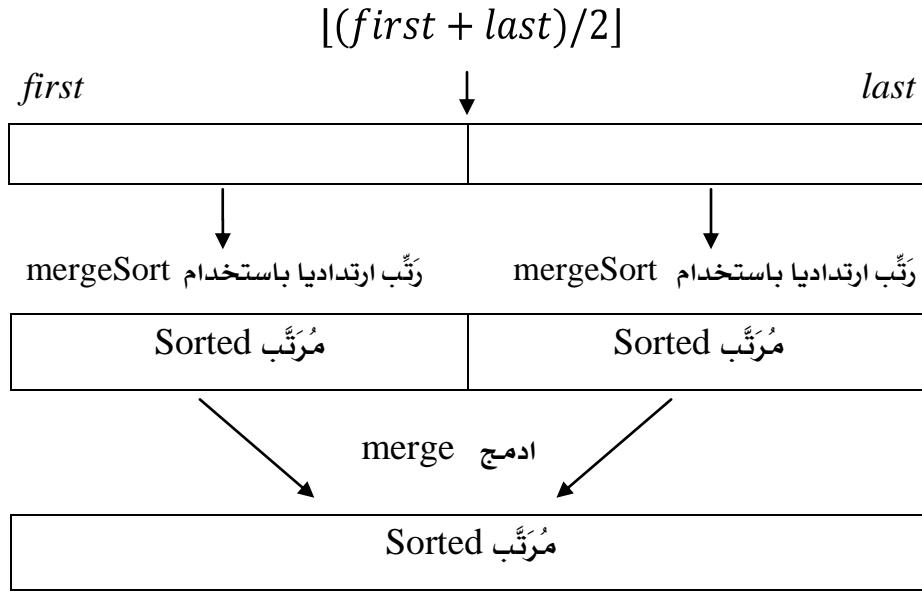 ⌊(first + last)/2⌋
first last
رَتِّب ارتداديا باستخدام mergeSort رَتِّب ارتداديا باستخدام mergeSort
مُرَتَّب Sorted مُرَتَّب Sorted
ادمج merge
مُرَتَّب Sorted